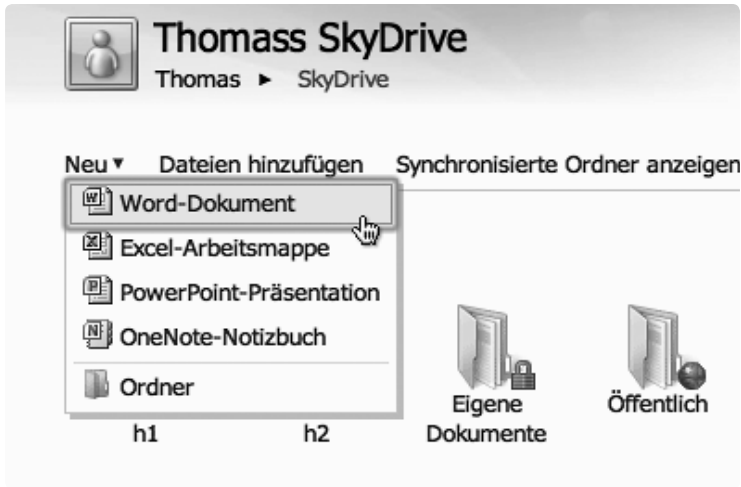 Thomass SkyDrive
Thomas ► SkyDrive
Neu ▾ Dateien hinzufügen Synchronisierte Ordner anzeigen
Word-Dokument
Excel-Arbeitsmappe
PowerPoint-Präsentation
OneNote-Notizbuch
Ordner
h1
h2
Eigene
Dokumente
Öffentlich